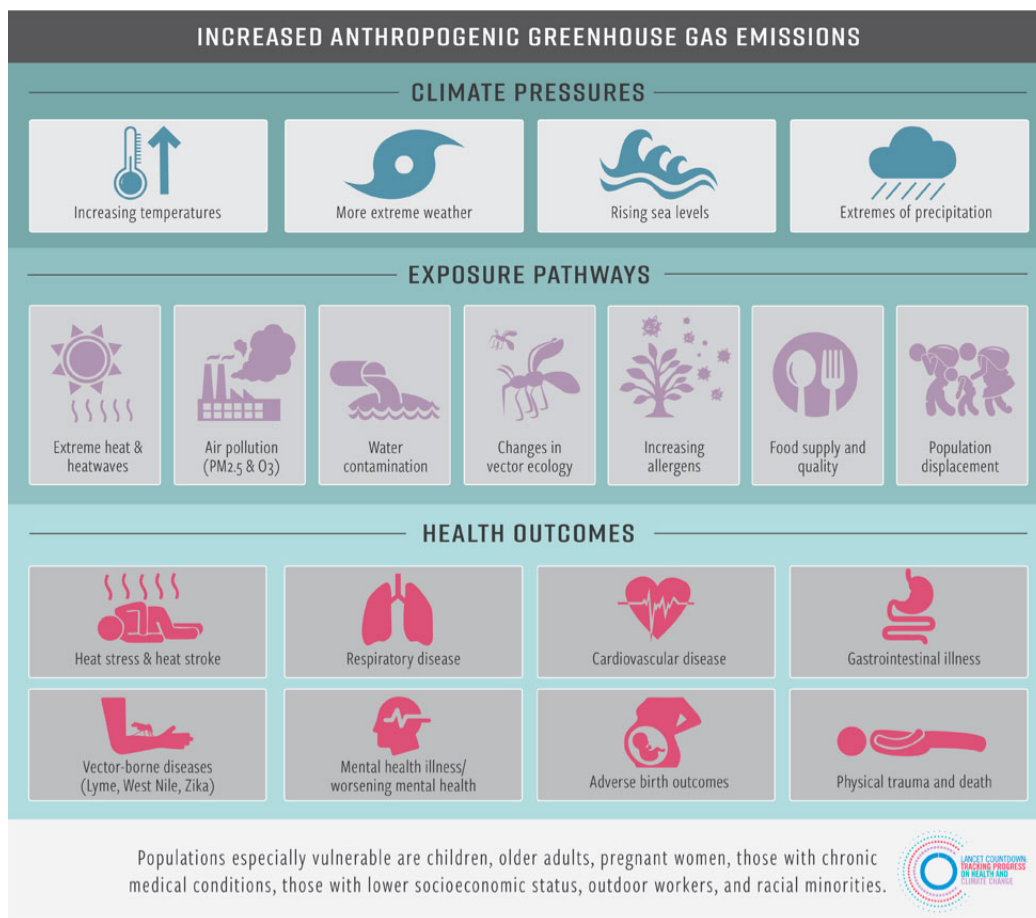 INCREASED ANTHROPOGENIC GREENHOUSE GAS EMISSIONS
CLIMATE PRESSURES
Increasing temperatures
More extreme weather
Rising sea levels
Extremes of precipitation
EXPOSURE PATHWAYS
Extreme heat &
heatwaves
Air pollution
(PM2.5 & O3)
Water
contamination
Changes in
vector ecology
Increasing
allergens
Food supply and
quality
Population
displacement
HEALTH OUTCOMES
Heat stress & heat stroke
Respiratory disease
Cardiovascular disease
Gastrointestinal illness
Vector-borne diseases
(Lyme, West Nile, Zika)
Mental health illness/
worsening mental health
Adverse birth outcomes
Physical trauma and death
Populations especially vulnerable are children, older adults, pregnant women, those with chronic
medical conditions, those with lower socioeconomic status, outdoor workers, and racial minorities.
LANCET COUNTDOWN
TRACKING PROGRESS
ON HEALTH AND
CLIMATE CHANGE